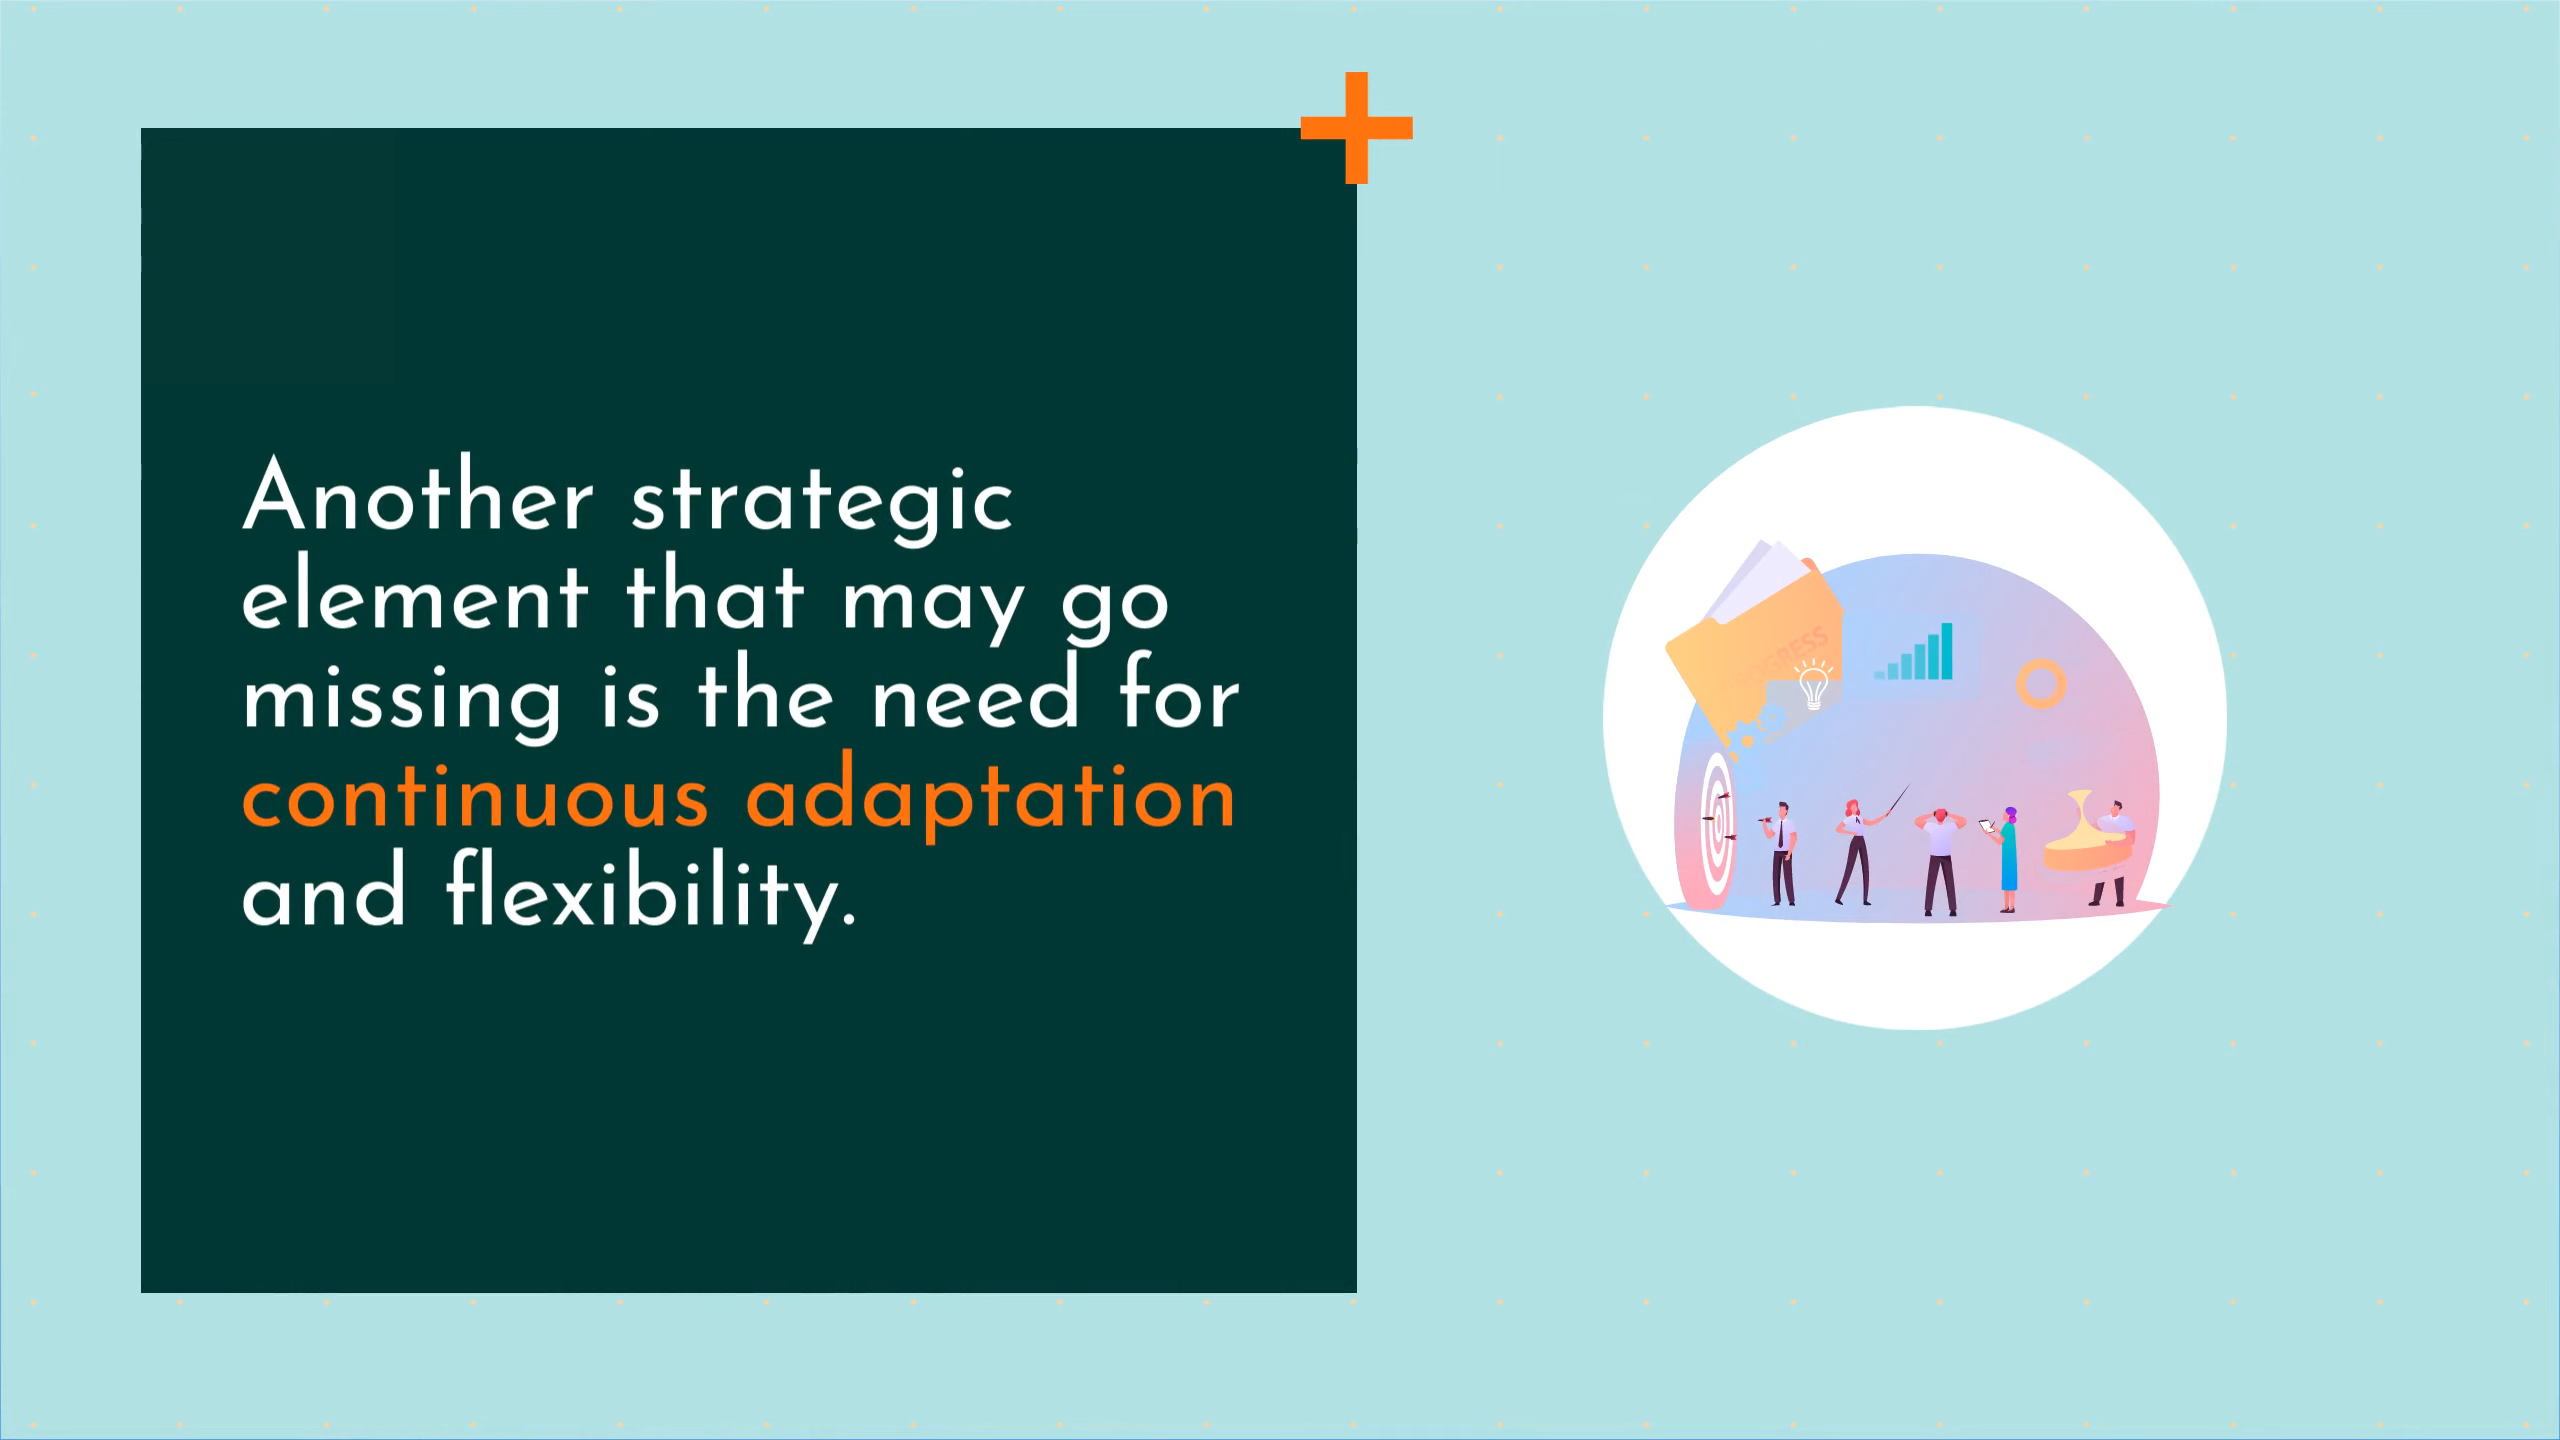 Another strategic
element that may go
missing is the need for
continuous adaptation
and flexibility.